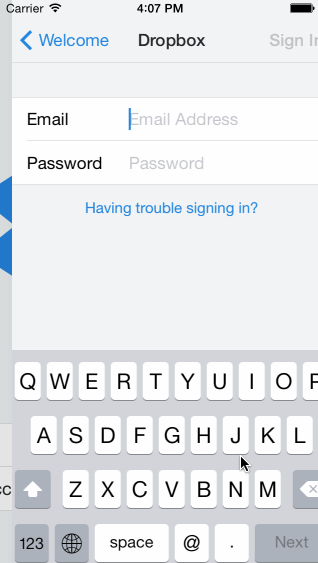 Carrier 4:07 PM
Welcome Dropbox Sign In
Email Email Address
Password Password
Having trouble signing in?
Q W E R T Y U I O P
A S D F G H J K L
cc Z X C V B N M
123 space @ . Next